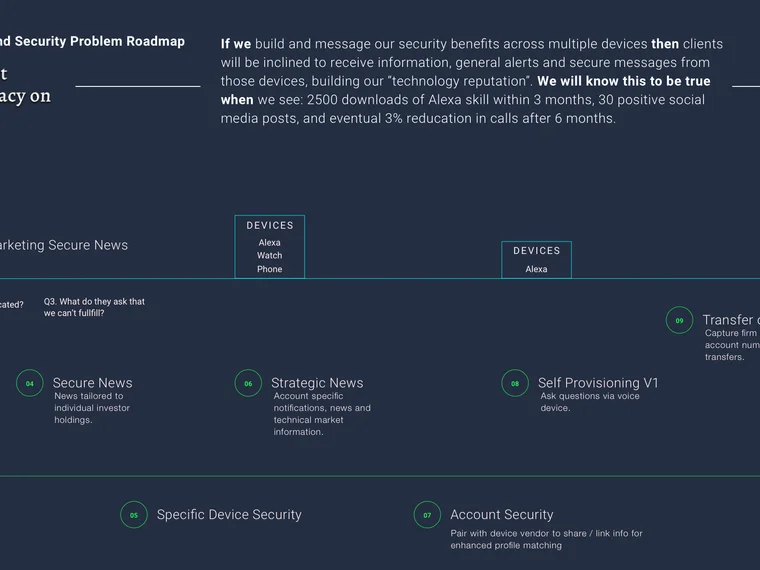 nd Security Problem Roadmap
t
acy on
If we build and message our security benefits across multiple devices then clients
will be inclined to receive information, general alerts and secure messages from
those devices, building our "technology reputation". We will know this to be true
when we see: 2500 downloads of Alexa skill within 3 months, 30 positive social
media posts, and eventual 3% reducation in calls after 6 months.
arketing Secure News
DEVICES
Alexa
Watch
Phone
DEVICES
Alexa
cated?
Q3. What do they ask that
we can't fullfill?
09
Transfer
Capture firm
account num
transfers.
04
Secure News
News tailored to
individual investor
holdings.
06
Strategic News
Account specific
notifications, news and
technical market
information.
08
Self Provisioning V1
Ask questions via voice
device.
05
Specific Device Security
07
Account Security
Pair with device vendor to share / link info for
enhanced profile matching